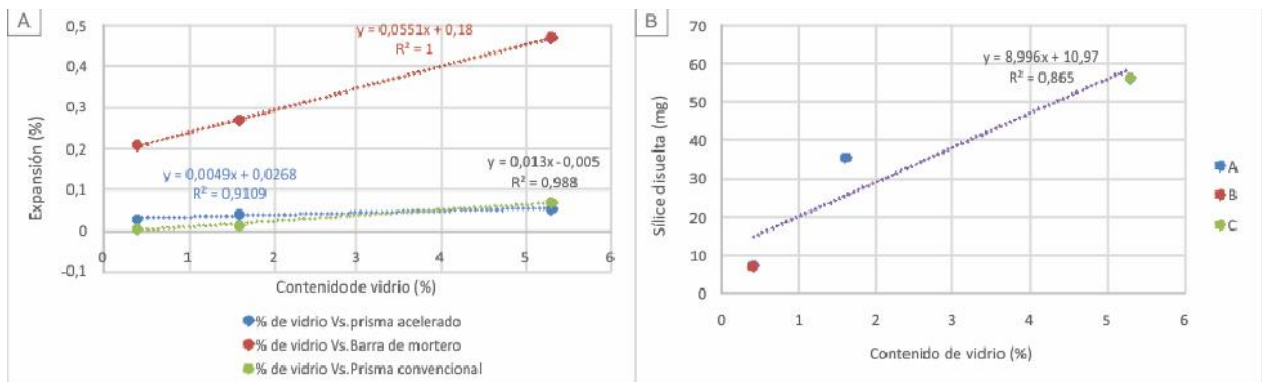 A
0,5
0,4
0,3
0,2
0,1
0
-0,1
Expansión (%)
y = 0,0551x + 0,18
R² = 1
y = 0,0049x + 0,0268
R² = 0,9109
y = 0,013x - 0,005
R² = 0,988
0 1 2 3 4 5 6
Contenido de vidrio (%)
% de vidrio Vs. prisma acelerado
% de vidrio Vs. Barra de mortero
% de vidrio Vs. Prisma convencional
B
70
60
50
40
30
20
10
0
Sílice disuelta (mg)
y = 8,996x + 10,97
R² = 0,865
0 1 2 3 4 5 6
Contenido de vidrio (%)
A
B
C